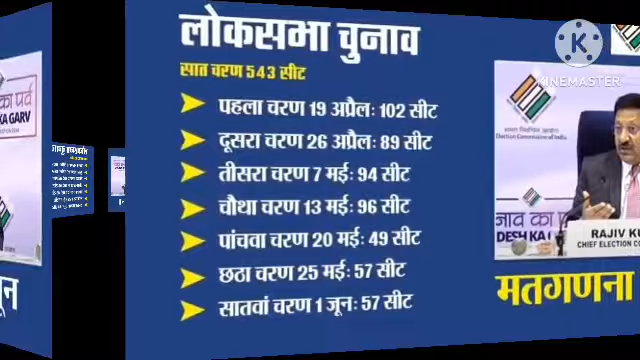 लोकसभा चुनाव
सात चरण 543 सीट
पहला चरण 19 अप्रैल: 102 सीट
दूसरा चरण 26 अप्रैल: 89 सीट
तीसरा चरण 7 मई: 94 सीट
चौथा चरण 13 मई: 96 सीट
पांचवा चरण 20 मई: 49 सीट
छठा चरण 25 मई: 57 सीट
सातवां चरण 1 जून: 57 सीट
KINEMASTER
Election Commission of India
DESH KA
RAJIV KU
CHIEF ELECTION CO
मतगणना
का पर्व
KA GARV